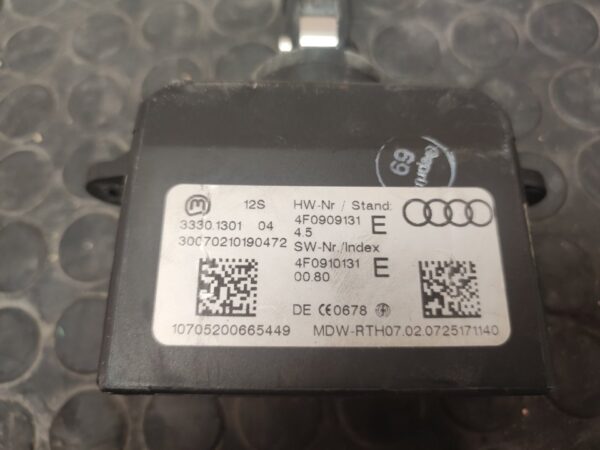 69
12S HW-Nr / Stand:
3330.1301 04 4F0909131 E
30070210190472 4.5
SW-Nr./Index
4F0910131 E
00.80
DE CE0678
10705200665449 MDW-RTH07.02.0725171140